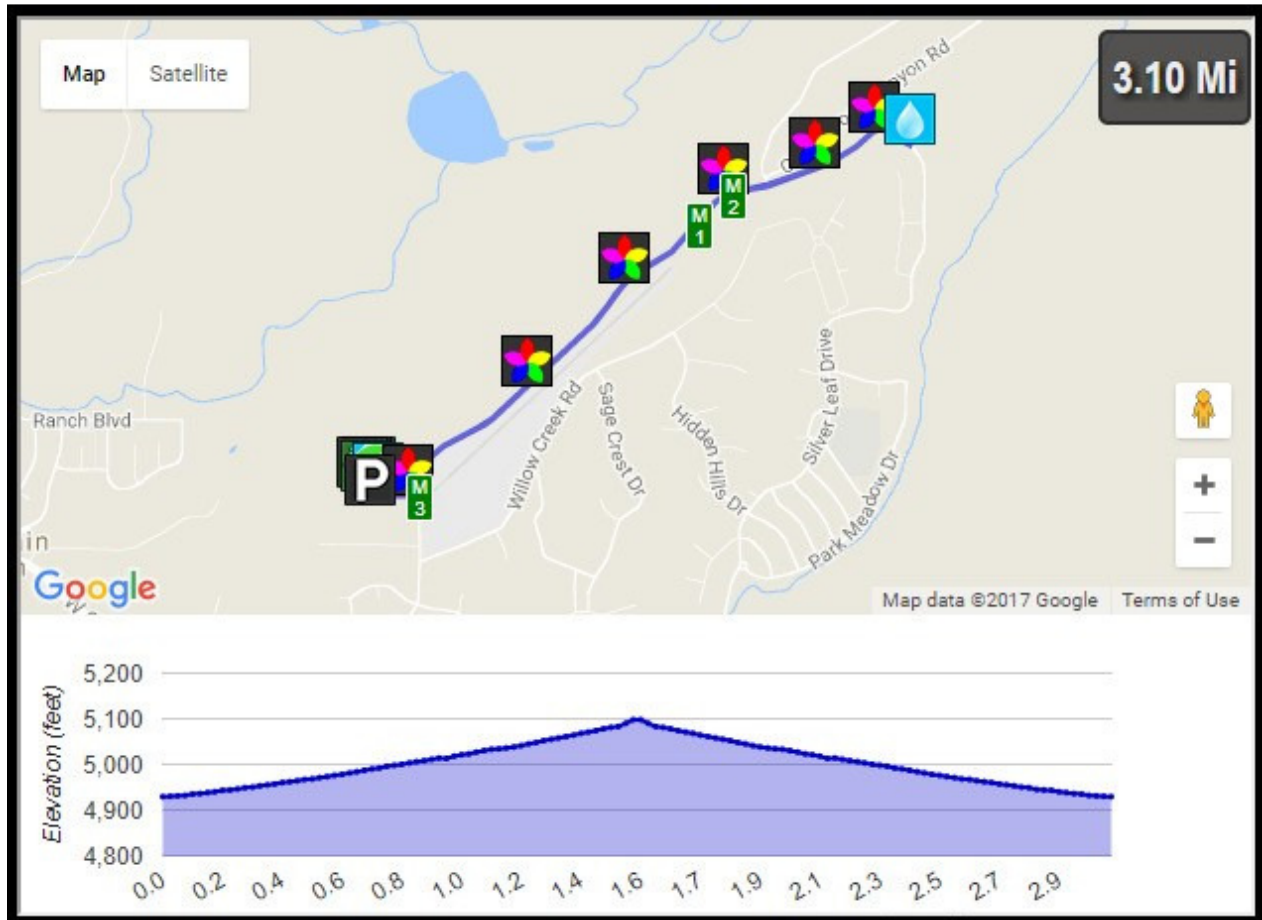 Map
Satellite
3.10 Mi
nyon Rd
M
2
M
1
Ranch Blvd
Willow Creek Rd
Sage Crest Dr
Hidden Hills Dr
Silver Leaf Drive
Park Meadow Dr
P
M
3
in
Google
Map data ©2017 Google
Terms of Use
+
−
Elevation (feet)
5,200
5,100
5,000
4,900
4,800
0.0 0.2 0.4 0.6 0.8 1.0 1.2 1.4 1.6 1.7 1.9 2.1 2.3 2.5 2.7 2.9